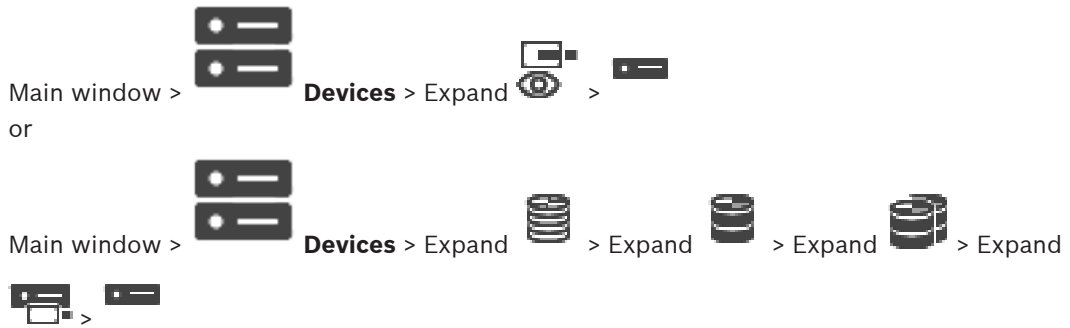 Main window > Devices > Expand >
or
Main window > Devices > Expand > Expand > Expand > Expand
>